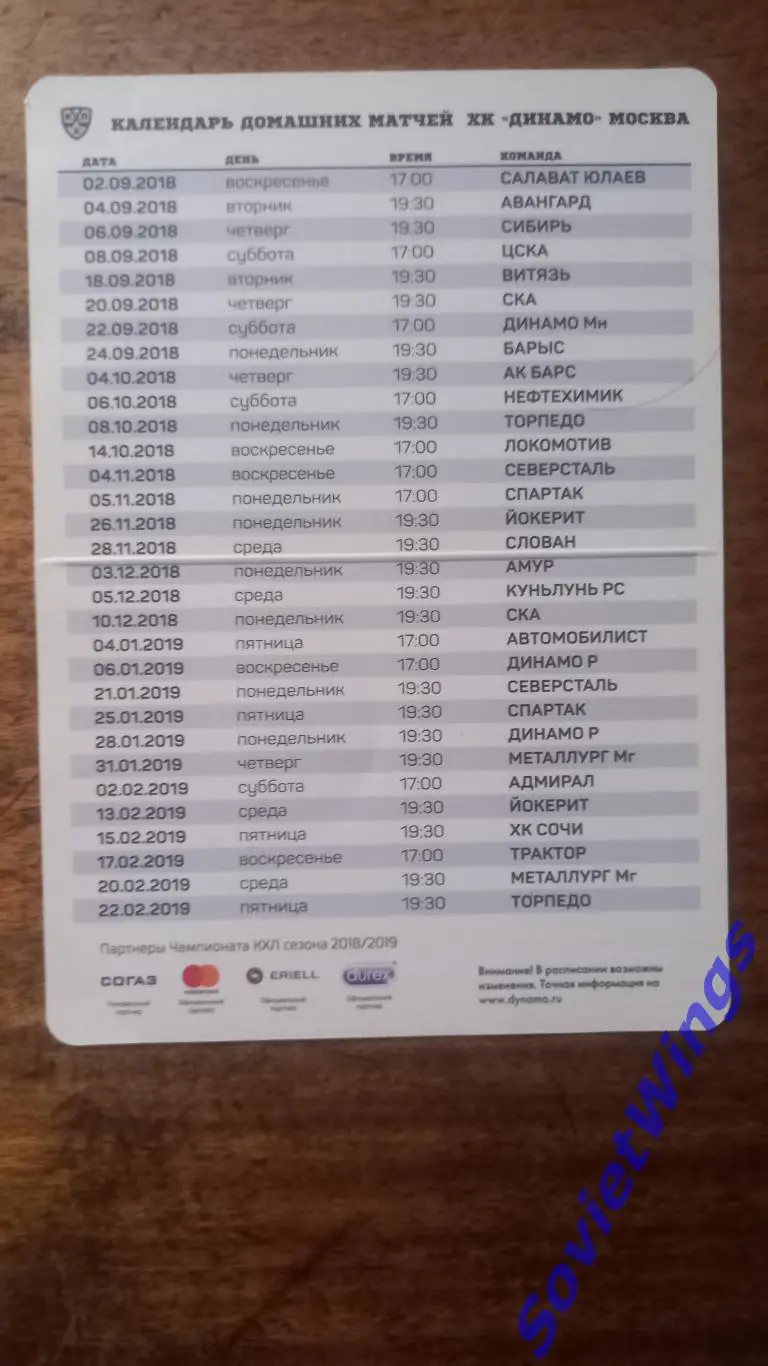 КАЛЕНДАРЬ ДОМАШНИХ МАТЧЕЙ ХК «ДИНАМО» МОСКВА
ДАТА ДЕНЬ ВРЕМЯ КОМАНДА
02.09.2018 воскресенье 17:00 САЛАВАТ ЮЛАЕВ
04.09.2018 вторник 19:30 АВАНГАРД
06.09.2018 четверг 19:30 СИБИРЬ
08.09.2018 суббота 17:00 ЦСКА
18.09.2018 вторник 19:30 ВИТЯЗЬ
20.09.2018 четверг 19:30 СКА
22.09.2018 суббота 17:00 ДИНАМО Мн
24.09.2018 понедельник 19:30 БАРЫС
04.10.2018 четверг 19:30 АК БАРС
06.10.2018 суббота 17:00 НЕФТЕХИМИК
08.10.2018 понедельник 19:30 ТОРПЕДО
14.10.2018 воскресенье 17:00 ЛОКОМОТИВ
04.11.2018 воскресенье 17:00 СЕВЕРСТАЛЬ
05.11.2018 понедельник 17:00 СПАРТАК
26.11.2018 понедельник 19:30 ЙОКЕРИТ
28.11.2018 среда 19:30 СЛОВАН
03.12.2018 понедельник 19:30 АМУР
05.12.2018 среда 19:30 КУНЬЛУНЬ РС
10.12.2018 понедельник 19:30 СКА
04.01.2019 пятница 17:00 АВТОМОБИЛИСТ
06.01.2019 воскресенье 17:00 ДИНАМО Р
21.01.2019 понедельник 19:30 СЕВЕРСТАЛЬ
25.01.2019 пятница 19:30 СПАРТАК
28.01.2019 понедельник 19:30 ДИНАМО Р
31.01.2019 четверг 19:30 МЕТАЛЛУРГ Мг
02.02.2019 суббота 17:00 АДМИРАЛ
13.02.2019 среда 19:30 ЙОКЕРИТ
15.02.2019 пятница 19:30 ХК СОЧИ
17.02.2019 воскресенье 17:00 ТРАКТОР
20.02.2019 среда 19:30 МЕТАЛЛУРГ Мг
22.02.2019 пятница 19:30 ТОРПЕДО
Партнеры Чемпионата КХЛ сезона 2018/2019
СОГАЗ ERIELL durex
Внимание! В расписании возможны
изменения. Точная информация на
www.dynamo.ru
SovietWings